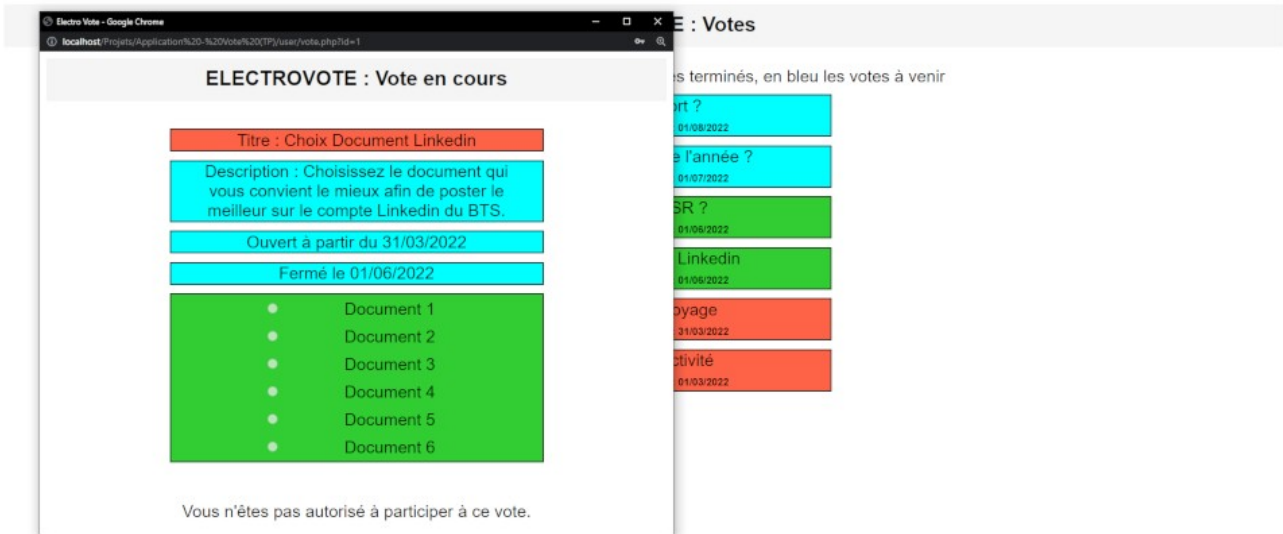 Electro Vote - Google Chrome
localhost/Projets/Application%20-%20Vote%20(TP)/user/vote.php?id=1
ELECTROVOTE : Vote en cours
Titre : Choix Document Linkedin
Description : Choisissez le document qui
vous convient le mieux afin de poster le
meilleur sur le compte Linkedin du BTS.
Ouvert à partir du 31/03/2022
Fermé le 01/06/2022
Document 1
Document 2
Document 3
Document 4
Document 5
Document 6
Vous n'êtes pas autorisé à participer à ce vote.
E : Votes
es terminés, en bleu les votes à venir
ort ?
: 01/08/2022
e l'année ?
: 01/07/2022
SR ?
: 01/06/2022
Linkedin
: 01/06/2022
oyage
: 31/03/2022
ctivité
: 01/03/2022